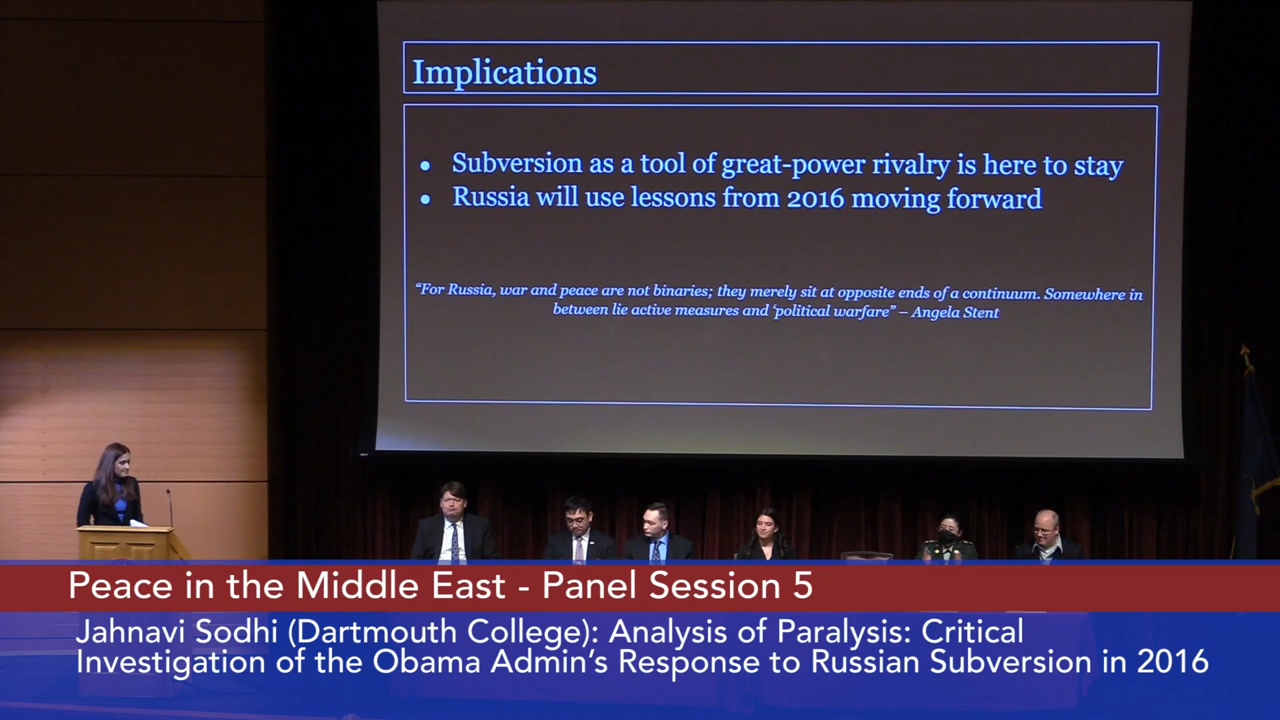 Implications
● Subversion as a tool of great-power rivalry is here to stay
● Russia will use lessons from 2016 moving forward
“For Russia, war and peace are not binaries; they merely sit at opposite ends of a continuum. Somewhere in
between lie active measures and ‘political warfare” – Angela Stent
Peace in the Middle East - Panel Session 5
Jahnavi Sodhi (Dartmouth College): Analysis of Paralysis: Critical
Investigation of the Obama Admin’s Response to Russian Subversion in 2016